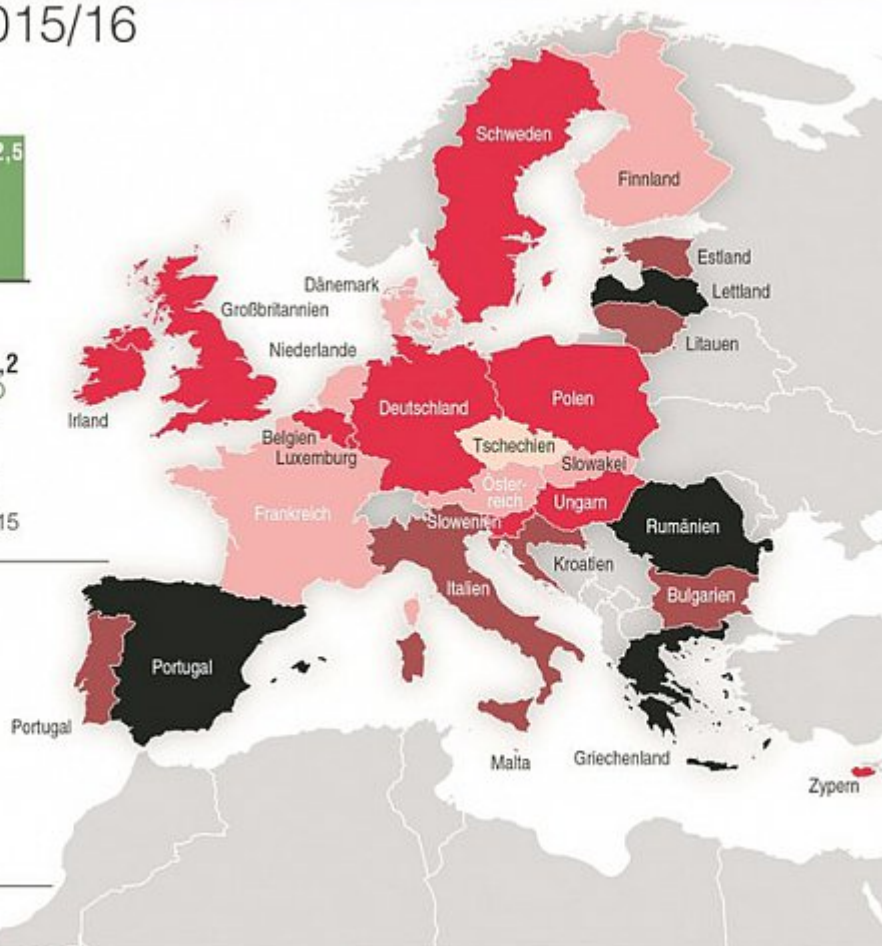 015/16
2,5
Schweden
Finnland
Estland
Lettland
Dänemark
Großbritannien
Litauen
Niederlande
,2
Irland
Deutschland
Polen
Belgien
Luxemburg
Tschechien
Slowakei
Öster-
reich
Ungarn
Frankreich
Slowenien
15
Rumänien
Kroatien
Italien
Bulgarien
Portugal
Portugal
Malta
Griechenland
Zypern